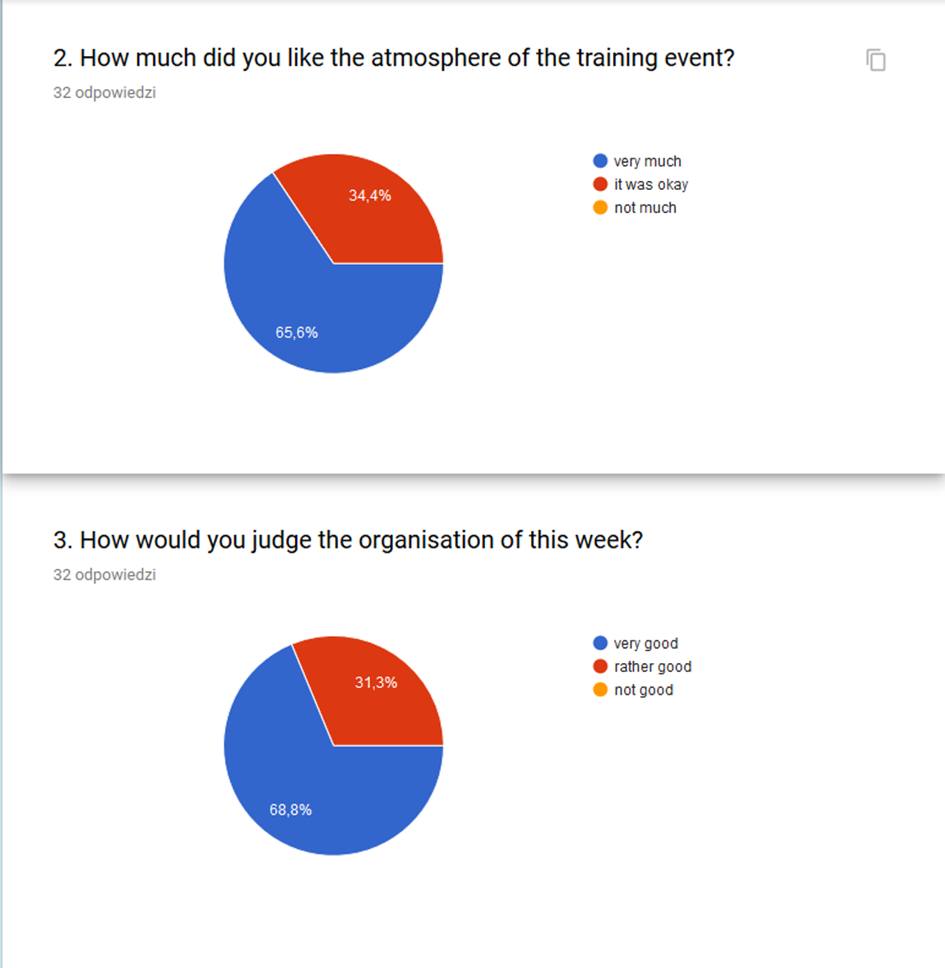 2. How much did you like the atmosphere of the training event?
32 odpowiedzi
34,4%
65,6%
very much
it was okay
not much
3. How would you judge the organisation of this week?
32 odpowiedzi
31,3%
68,8%
very good
rather good
not good